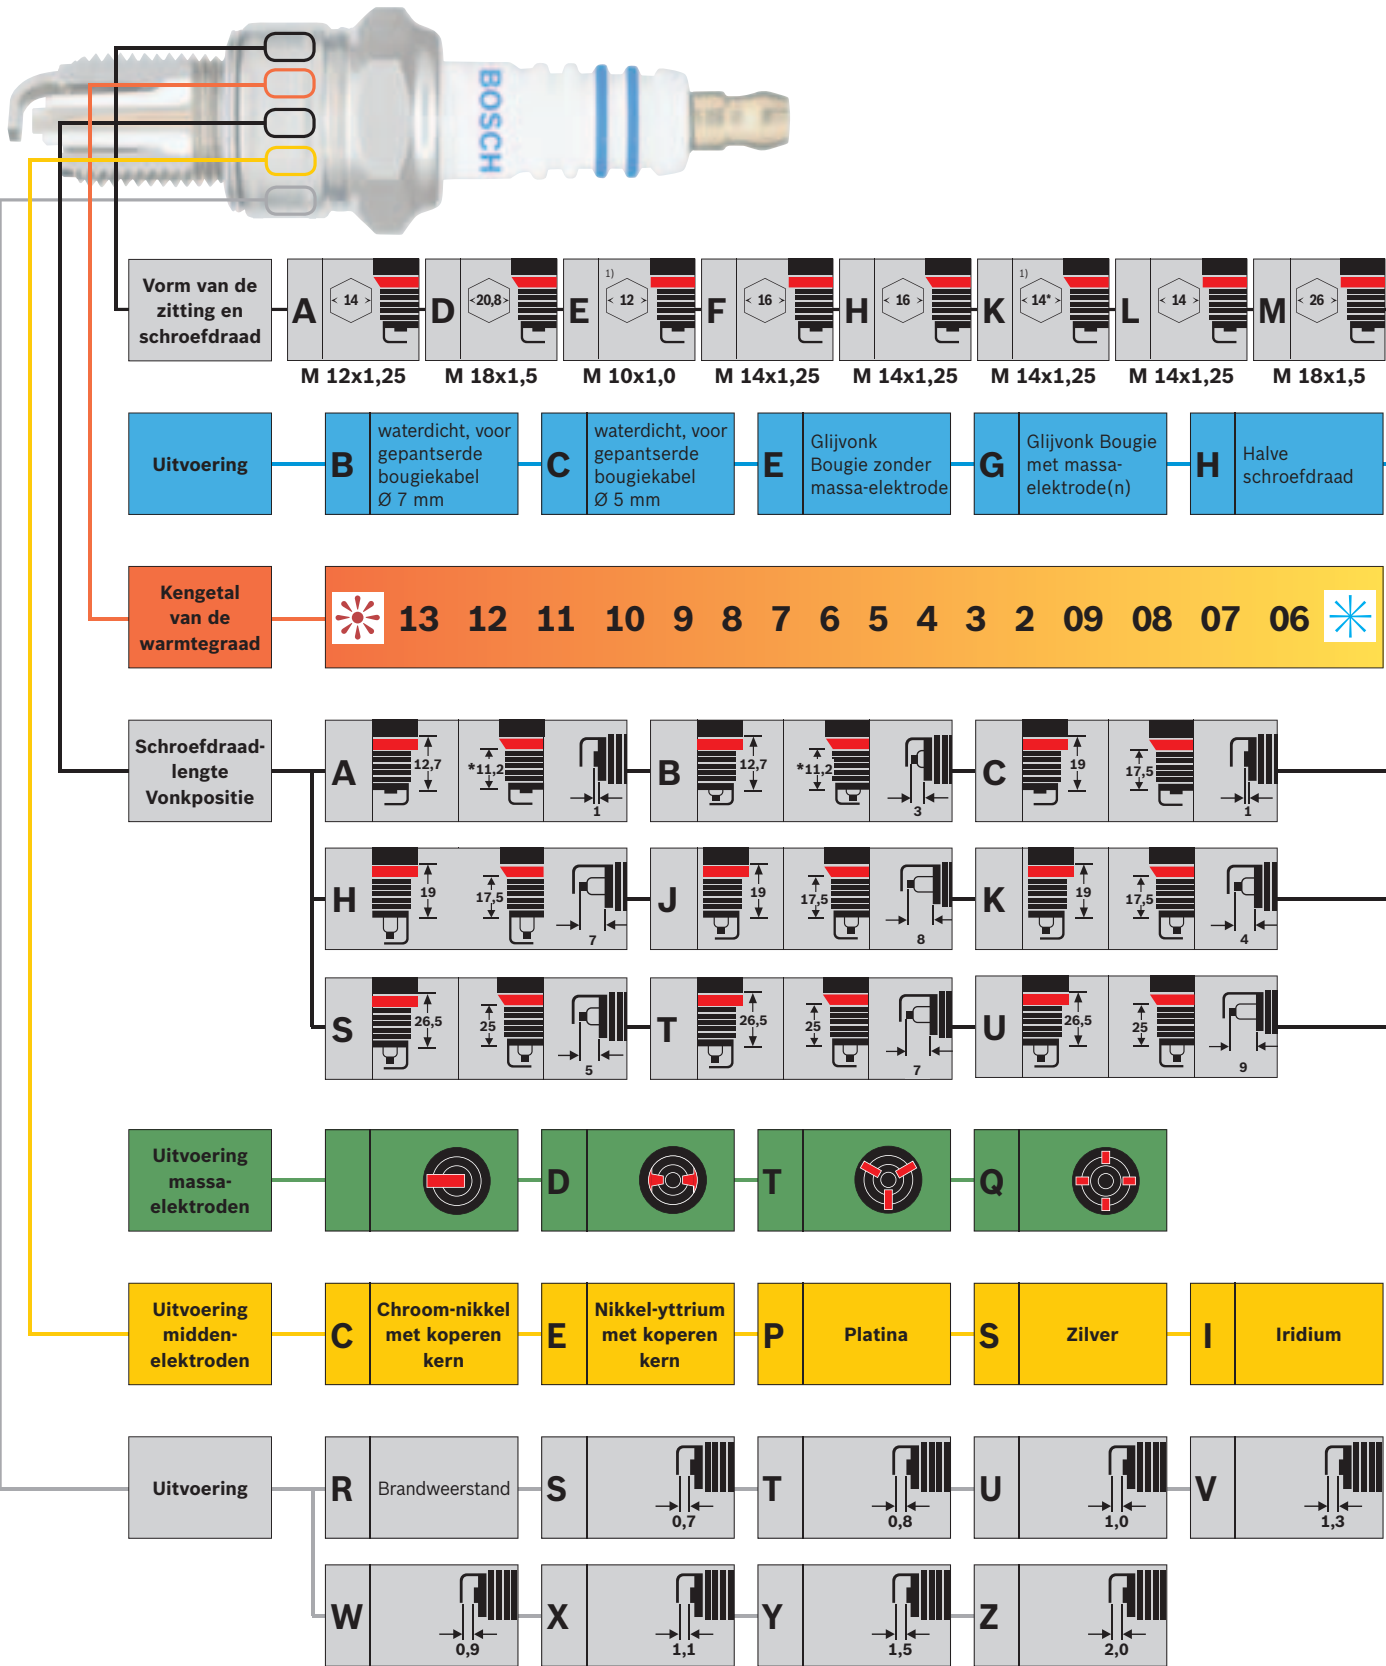 BOSCH
Vorm van de
zitting en
schroefdraad
A < 14 > D < 20,8 > E 1) < 12 > F < 16 > H < 16 > K 1) < 14* > L < 14 > M < 26 >
M 12x1,25 M 18x1,5 M 10x1,0 M 14x1,25 M 14x1,25 M 14x1,25 M 14x1,25 M 18x1,5
Uitvoering
B
waterdicht, voor
gepantserde
bougiekabel
Ø 7 mm
C
waterdicht, voor
gepantserde
bougiekabel
Ø 5 mm
E
Glijvonk
Bougie zonder
massa-elektrode
G
Glijvonk Bougie
met massa-
elektrode(n)
H
Halve
schroefdraad
Kengetal
van de
warmtegraad
13 12 11 10 9 8 7 6 5 4 3 2 09 08 07 06
Schroefdraad-
lengte
Vonkpositie
A 12,7 *11,2 1
B 12,7 *11,2 3
C 19 17,5 1
H 19 17,5 7
J 19 17,5 8
K 19 17,5 4
S 26,5 25 5
T 26,5 25 7
U 26,5 25 9
Uitvoering
massa-
elektroden
D T Q
Uitvoering
midden-
elektroden
C
Chroom-nikkel
met koperen
kern
E
Nikkel-yttrium
met koperen
kern
P
Platina
S
Zilver
I
Iridium
Uitvoering
R Brandweerstand
S 0,7
T 0,8
U 1,0
V 1,3
W 0,9
X 1,1
Y 1,5
Z 2,0